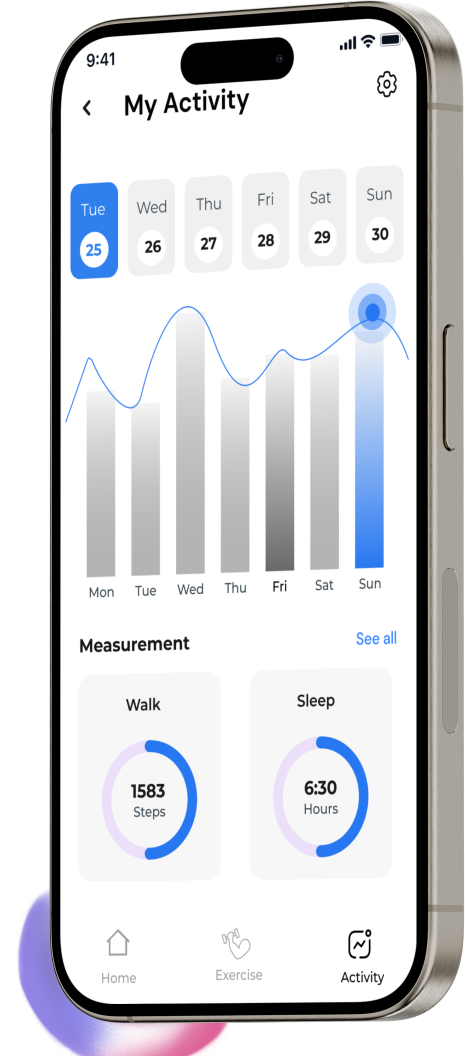 9:41
My Activity
Tue Wed Thu Fri Sat Sun
25 26 27 28 29 30
Mon Tue Wed Thu Fri Sat Sun
Measurement See all
Walk Sleep
1583 6:30
Steps Hours
Home Exercise Activity